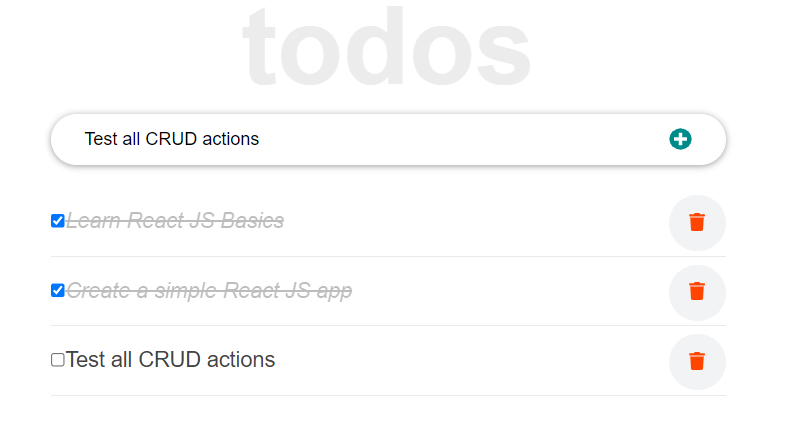 todos
Test all CRUD actions
Learn React JS Basics
Create a simple React JS app
Test all CRUD actions